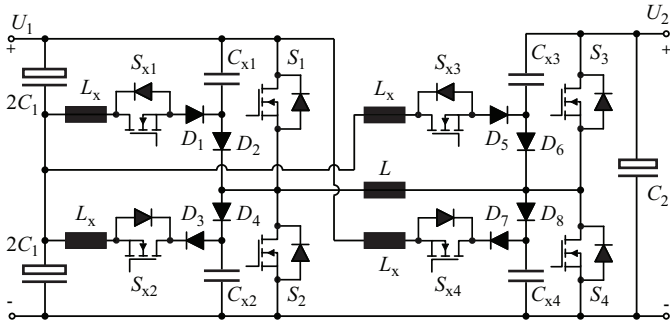 U1
U2
+
+
Sx1
Cx1
S1
Sx3
Cx3
S3
2C1
Lx
D1
D2
Lx
D5
D6
L
C2
Lx
D3
D4
D7
D8
2C1
Sx2
Cx2
S2
Lx
Sx4
Cx4
S4
-
-